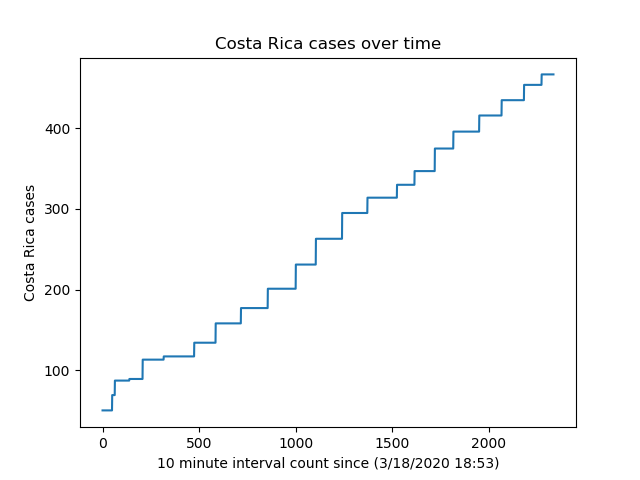 Costa Rica cases over time
Costa Rica cases
400
300
200
100
0 500 1000 1500 2000
10 minute interval count since (3/18/2020 18:53)